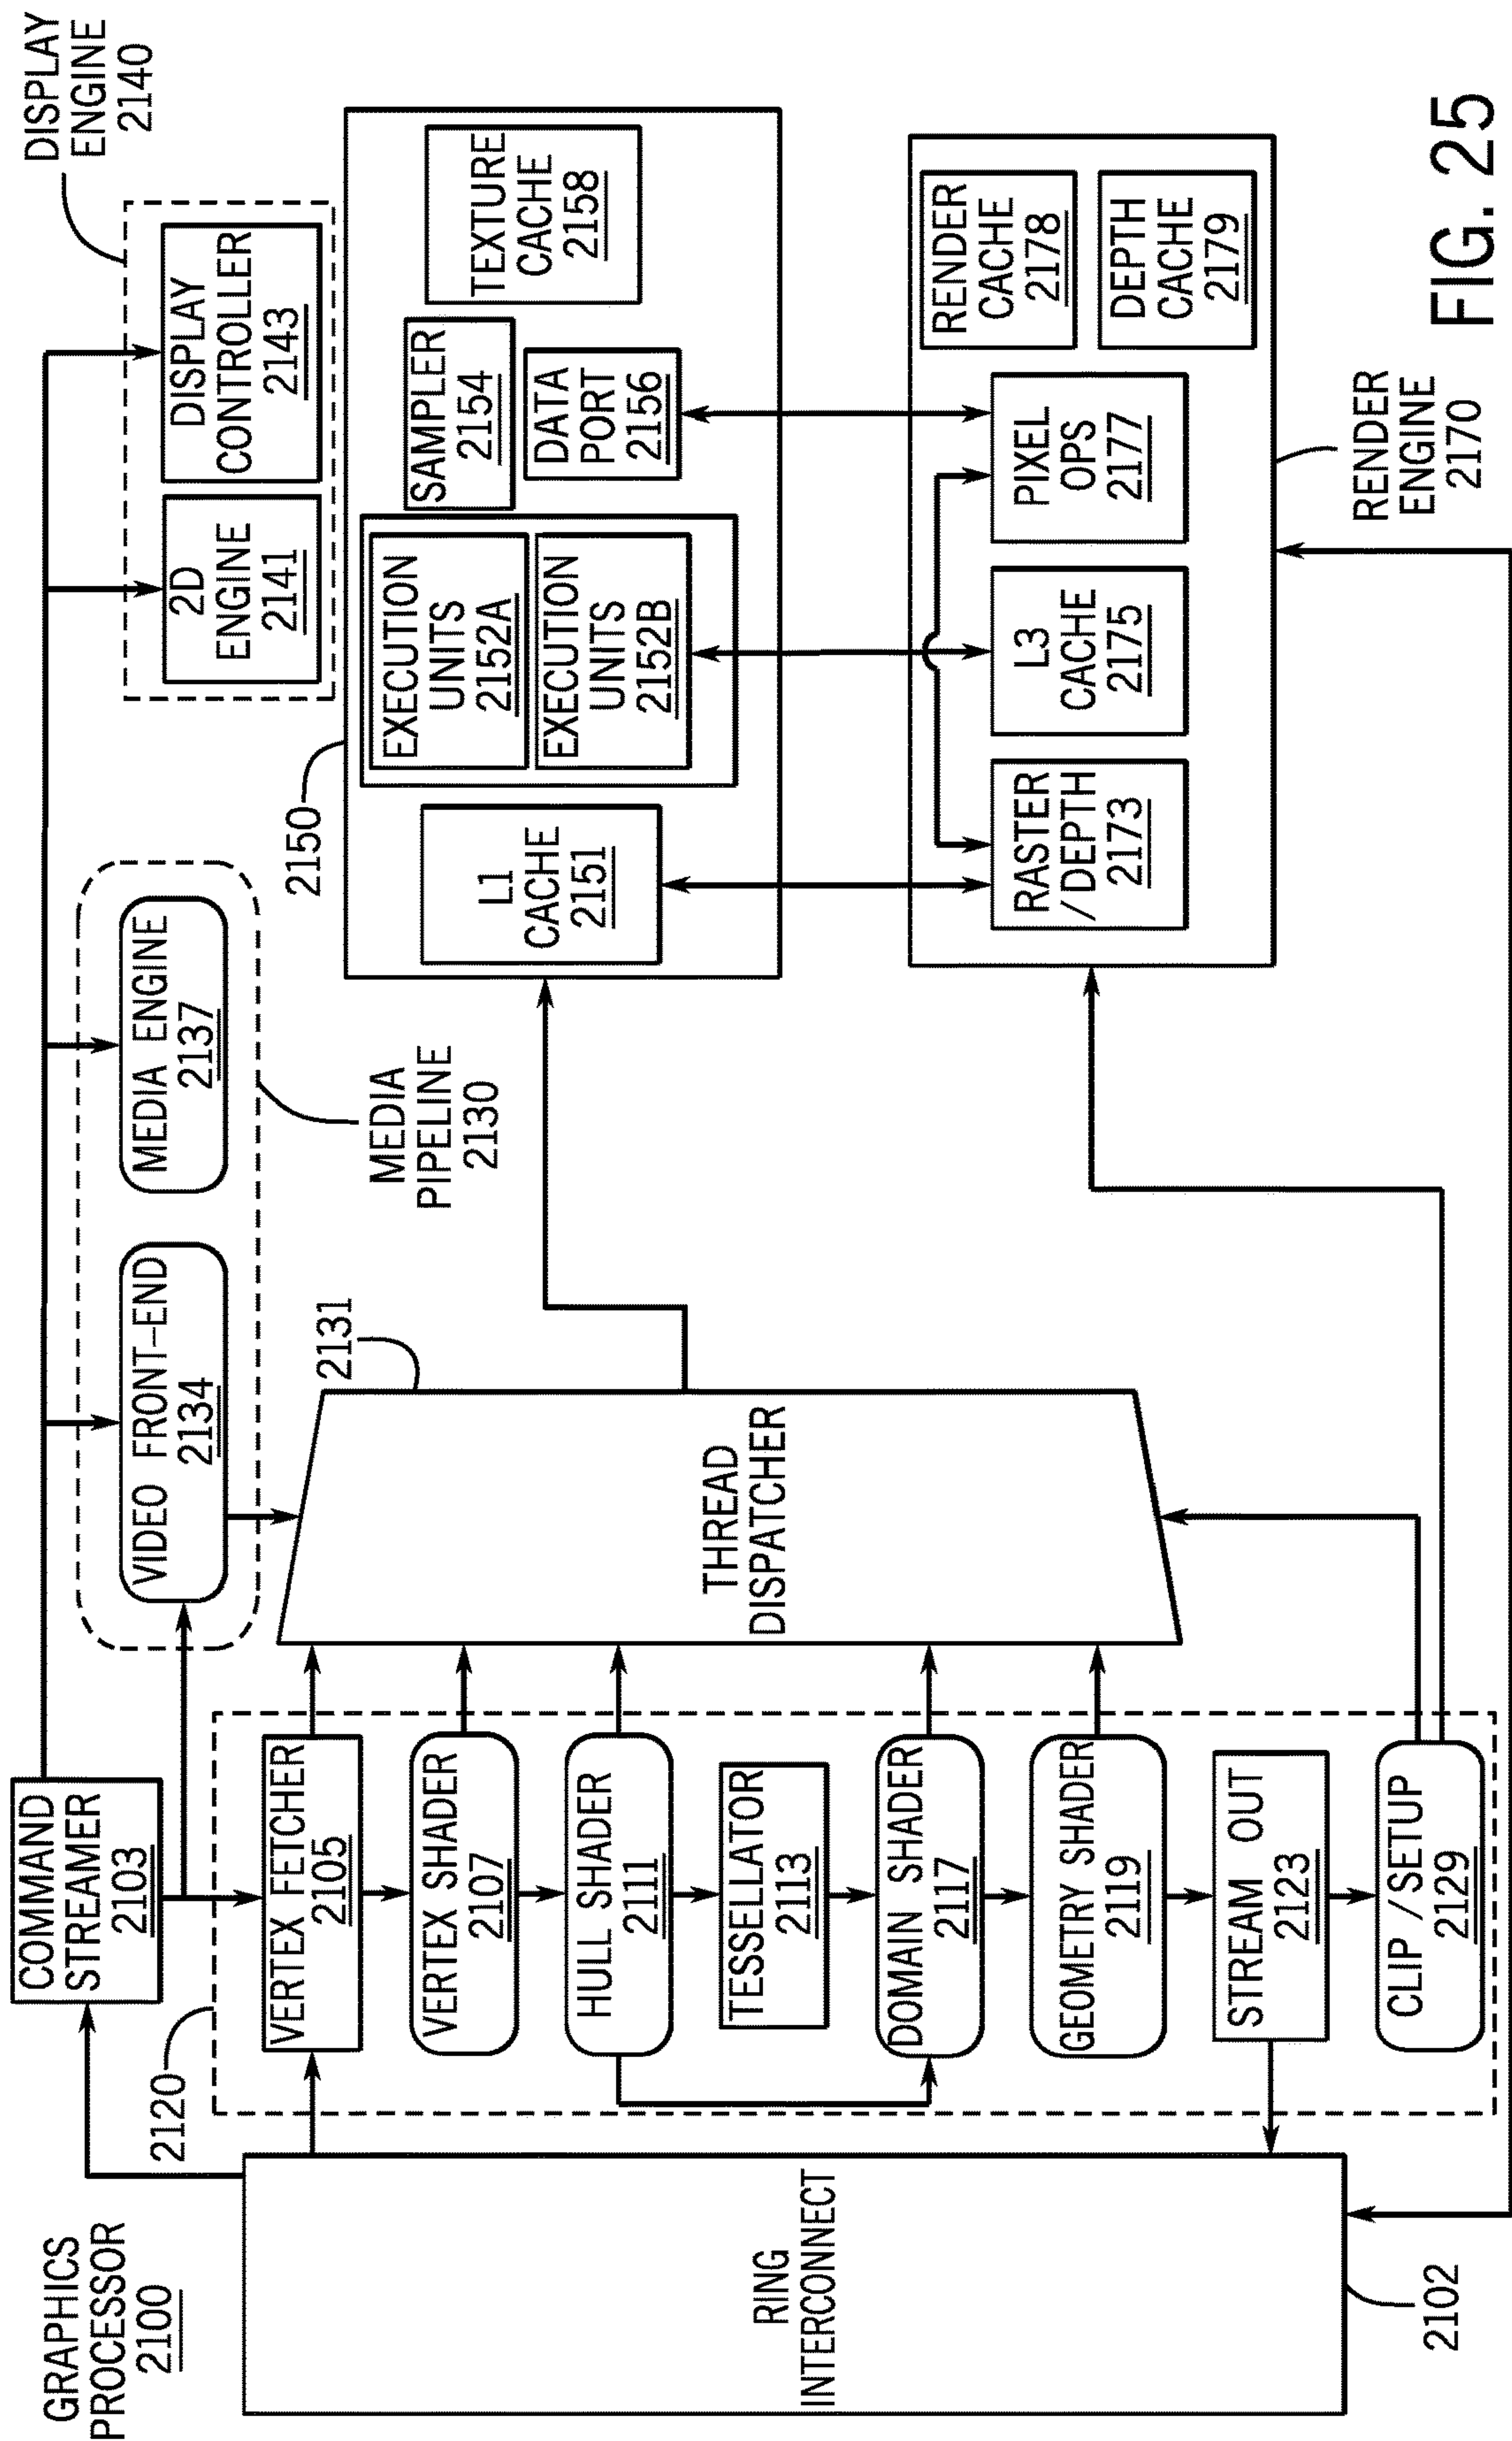 GRAPHICS
PROCESSOR
2100
COMMAND
STREAMER
2103
DISPLAY
ENGINE
2140
2120
VIDEO FRONT-END
2134
MEDIA ENGINE
2137
2D
ENGINE
2141
DISPLAY
CONTROLLER
2143
RING
INTERCONNECT
2102
VERTEX FETCHER
2105
VERTEX SHADER
2107
HULL SHADER
2111
TESSELLATOR
2113
DOMAIN SHADER
2117
GEOMETRY SHADER
2119
STREAM OUT
2123
CLIP/SETUP
2129
2131
THREAD
DISPATCHER
MEDIA
PIPELINE
2130
2150
L1
CACHE
2151
EXECUTION
UNITS
2152A
EXECUTION
UNITS
2152B
SAMPLER
2154
DATA
PORT
2156
TEXTURE
CACHE
2158
RASTER
/DEPTH
2173
L3
CACHE
2175
PIXEL
OPS
2177
RENDER
CACHE
2178
DEPTH
CACHE
2179
RENDER
ENGINE
2170
FIG. 25